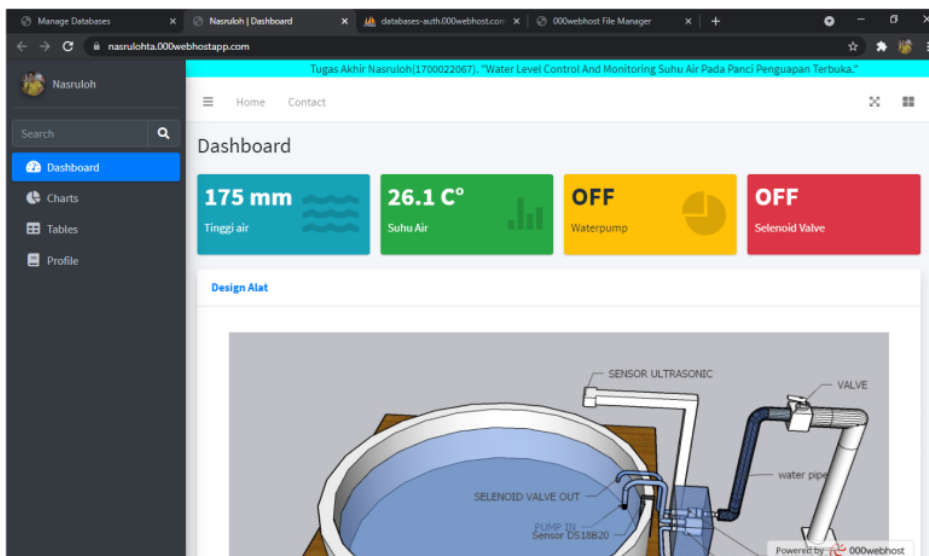 Manage Databases
Nasruloh | Dashboard
databases-auth.000webhost.com
000webhost File Manager
nasrulohta.000webhostapp.com
Tugas Akhir Nasruloh(1700022067). "Water Level Control And Monitoring Suhu Air Pada Panci Penguapan Terbuka."
Nasruloh
Home
Contact
Search
Dashboard
Charts
Tables
Profile
Dashboard
175 mm
Tinggi air
26.1 C°
Suhu Air
OFF
Waterpump
OFF
Selenoid Valve
Design Alat
SENSOR ULTRASONIC
VALVE
water pipe
SELENOID VALVE OUT
PUMP IN
Sensor DS18B20
Powered by 000webhost